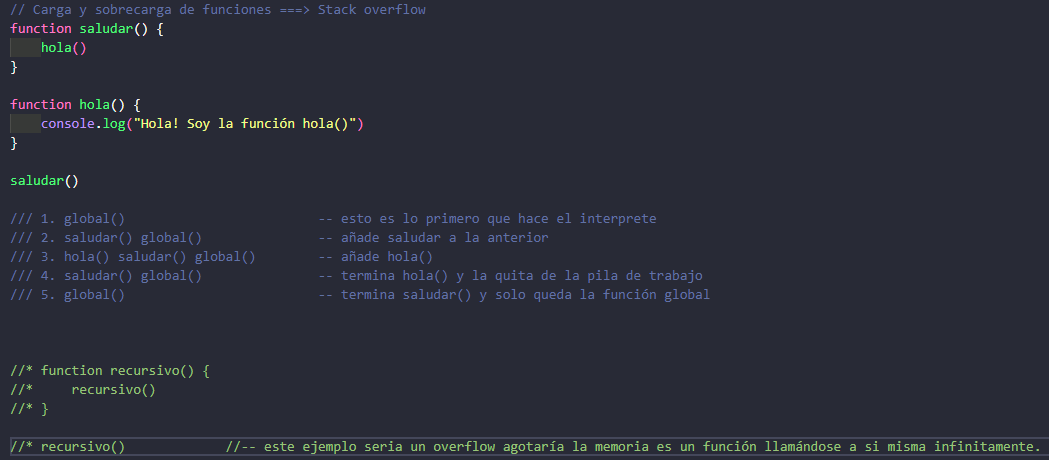 // Carga y sobrecarga de funciones ===> Stack overflow
function saludar() {
    hola()
}

function hola() {
    console.log("Hola! Soy la función hola()")
}

saludar()

/// 1. global()                         -- esto es lo primero que hace el interprete
/// 2. saludar() global()               -- añade saludar a la anterior
/// 3. hola() saludar() global()        -- añade hola()
/// 4. saludar() global()               -- termina hola() y la quita de la pila de trabajo
/// 5. global()                         -- termina saludar() y solo queda la función global

//* function recursivo() {
//*     recursivo()
//* }

//* recursivo()             //-- este ejemplo seria un overflow agotaría la memoria es un función llamándose a si misma infinitamente.